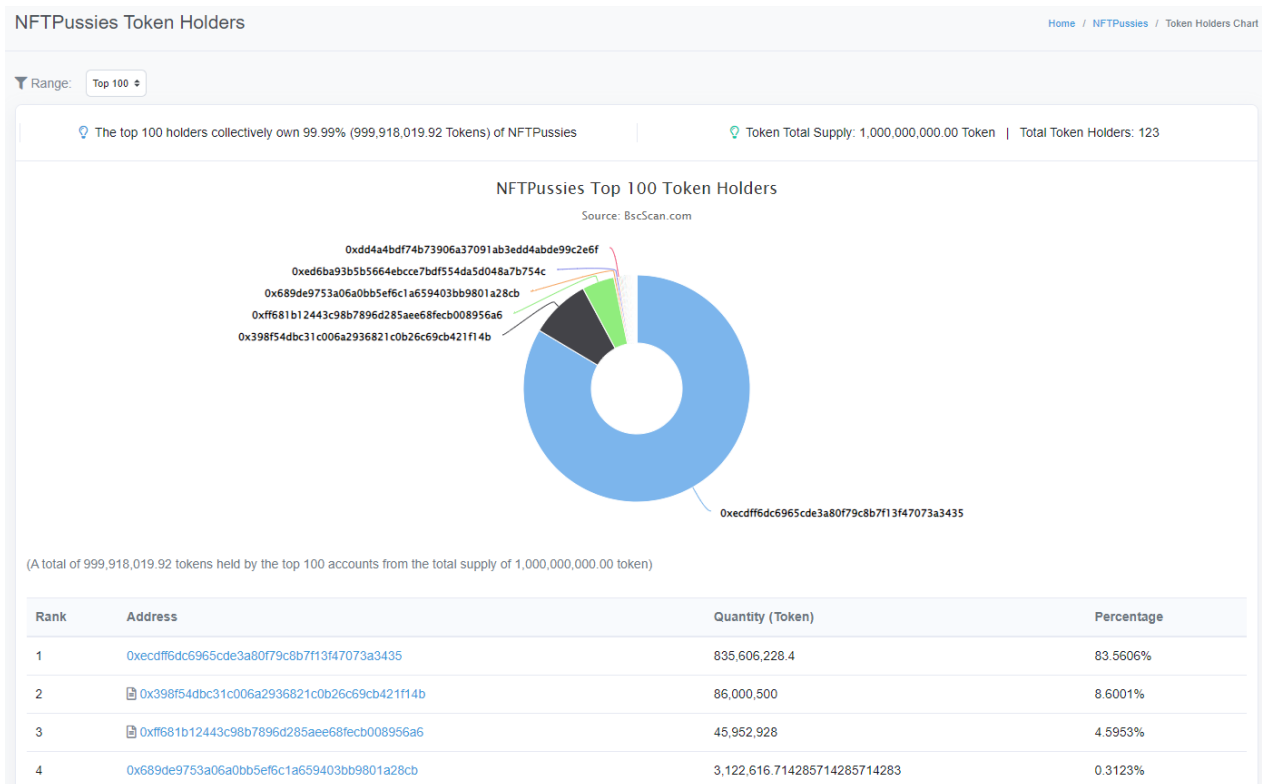 NFTPussies Token Holders
Home / NFTPussies / Token Holders Chart
Range: Top 100
The top 100 holders collectively own 99.99% (999,918,019.92 Tokens) of NFTPussies
Token Total Supply: 1,000,000,000.00 Token | Total Token Holders: 123
NFTPussies Top 100 Token Holders
Source: BscScan.com
0xdd4a4bdf74b73906a37091ab3edd4abde99c2e6f
0xed6ba93b5b5664ebcce7bdf554da5d048a7b754c
0x689de9753a06a0bb5ef6c1a659403bb9801a28cb
0xff681b12443c98b7896d285aee68fecb008956a6
0x398f54dbc31c006a2936821c0b26c69cb421f14b
0xecdff6dc6965cde3a80f79c8b7f13f47073a3435
(A total of 999,918,019.92 tokens held by the top 100 accounts from the total supply of 1,000,000,000.00 token)
Rank Address Quantity (Token) Percentage
1 0xecdff6dc6965cde3a80f79c8b7f13f47073a3435 835,606,228.4 83.5606%
2 0x398f54dbc31c006a2936821c0b26c69cb421f14b 86,000,500 8.6001%
3 0xff681b12443c98b7896d285aee68fecb008956a6 45,952,928 4.5953%
4 0x689de9753a06a0bb5ef6c1a659403bb9801a28cb 3,122,616.714285714285714283 0.3123%